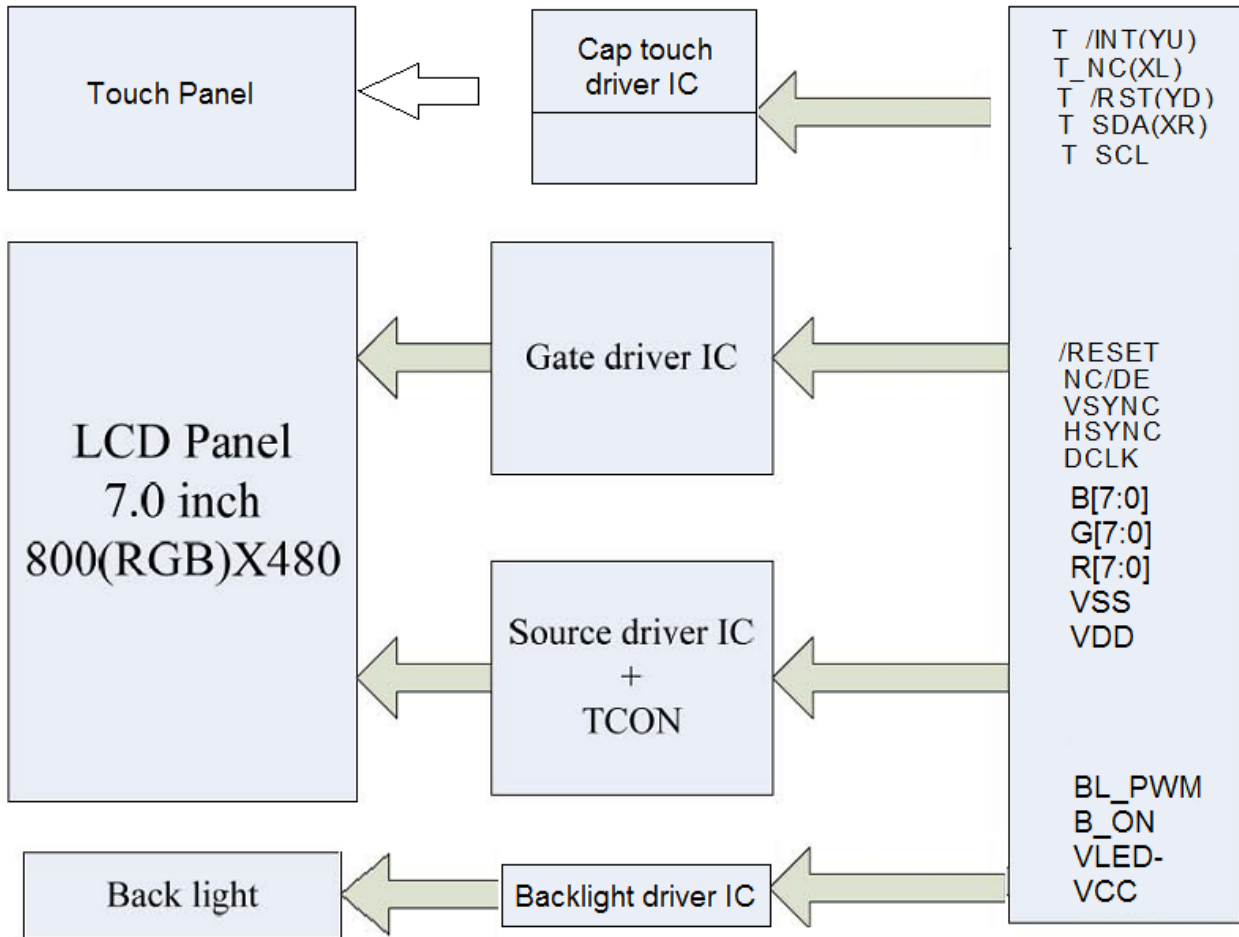 Touch Panel
Cap touch
driver IC
T /INT(YU)
T_NC(XL)
T /RST(YD)
T SDA(XR)
T SCL
LCD Panel
7.0 inch
800(RGB)X480
Gate driver IC
Source driver IC
+
TCON
/RESET
NC/DE
VSYNC
HSYNC
DCLK
B[7:0]
G[7:0]
R[7:0]
VSS
VDD
Back light
Backlight driver IC
BL_PWM
B_ON
VLED-
VCC